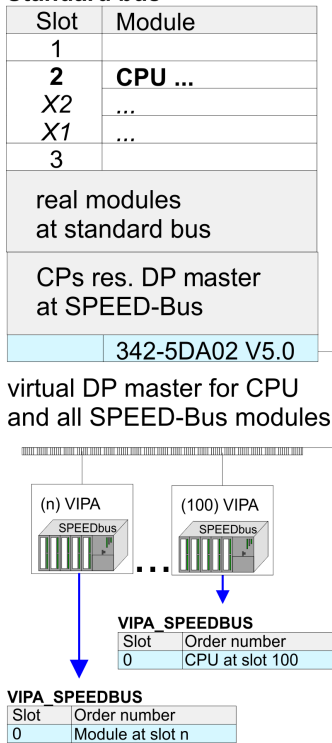 Standard bus
Slot Module
1
2 CPU ...
X2 ...
X1 ...
3
real modules
at standard bus
CPs res. DP master
at SPEED-Bus
342-5DA02 V5.0
virtual DP master for CPU
and all SPEED-Bus modules
(n) VIPA (100) VIPA
SPEEDbus SPEEDbus
...
VIPA_SPEEDBUS
Slot Order number
0 CPU at slot 100
VIPA_SPEEDBUS
Slot Order number
0 Module at slot n